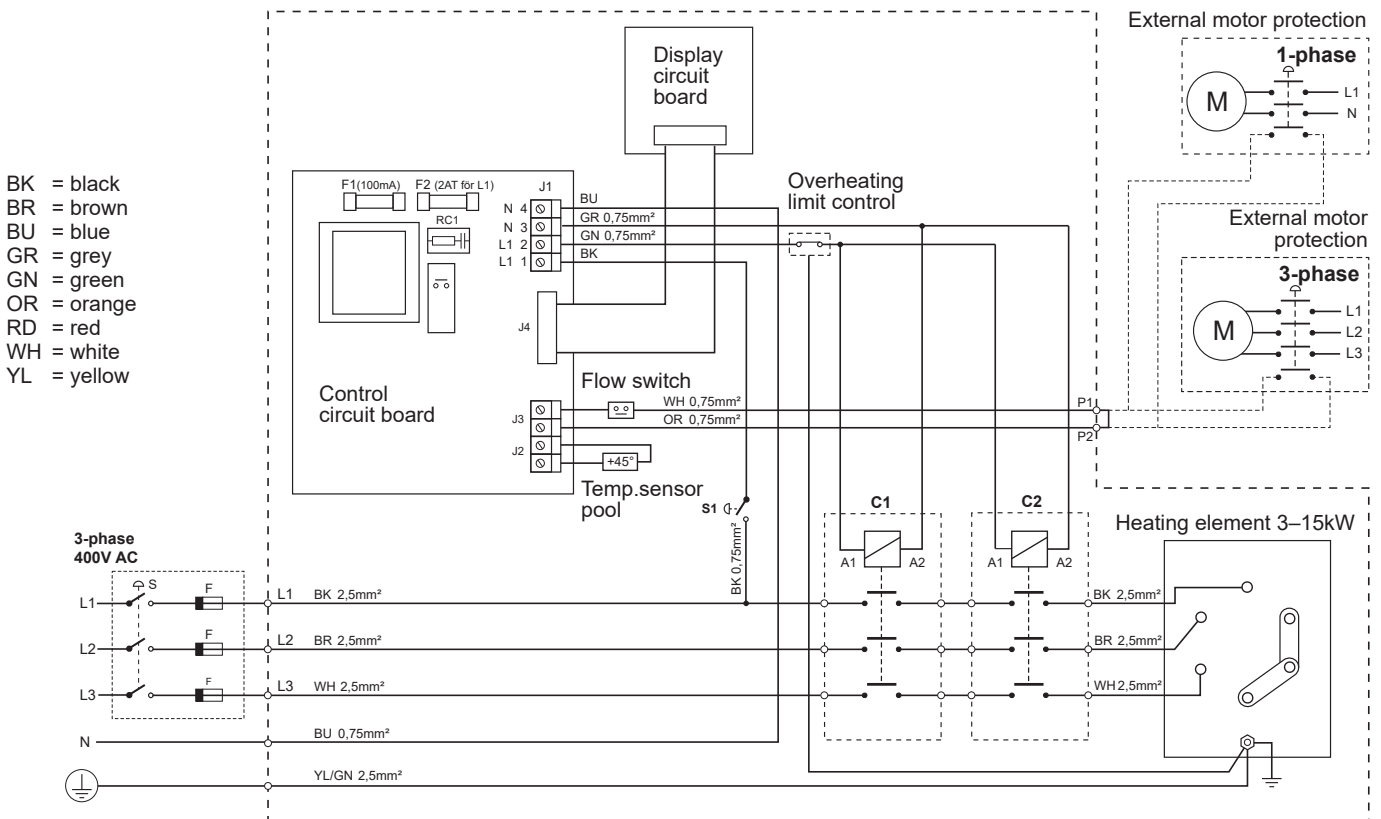 External motor protection
1-phase
M
L1
N
Display
circuit
board
BK = black
BR = brown
BU = blue
GR = grey
GN = green
OR = orange
RD = red
WH = white
YL = yellow
F1(100mA)
F2 (2AT för L1)
J1
RC1
N 4
N 3
L1 2
L1 1
BU
GR 0,75mm²
GN 0,75mm²
BK
Overheating
limit control
External motor
protection
3-phase
M
L1
L2
L3
J4
Control
circuit board
Flow switch
WH 0,75mm²
OR 0,75mm²
P1
P2
J3
J2
+45°
Temp.sensor
pool
S1
BK 0,75mm²
C1
C2
A1
A2
A1
A2
Heating element 3–15kW
3-phase
400V AC
S
F
L1
L1
BK 2,5mm²
BK 2,5mm²
F
L2
L2
BR 2,5mm²
BR 2,5mm²
F
L3
L3
WH 2,5mm²
WH2,5mm²
N
BU 0,75mm²
YL/GN 2,5mm²